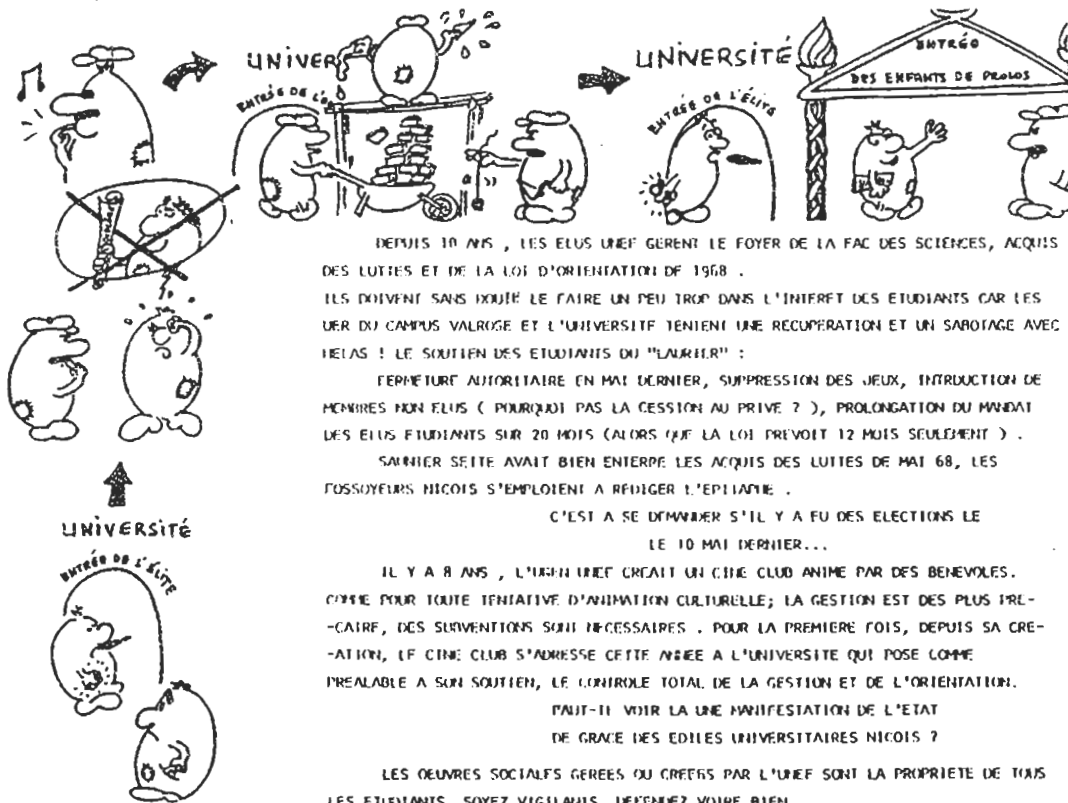 UNIVER
ENTRÉE DE L'É
UNIVERSITÉ
ENTRÉE DE L'ÉLITE
ENTRÉO
DES ENFANTS DE PROLOS
DEPUIS 10 ANS , LES ELUS UNEF GERENT LE FOYER DE LA FAC DES SCIENCES, ACQUIS
DES LUTTES ET DE LA LOI D'ORIENTATION DE 1968 .
ILS DOIVENT SANS DOUTE LE FAIRE UN PEU TROP DANS L'INTERET DES ETUDIANTS CAR LES
UER DU CAMPUS VALROSE ET L'UNIVERSITE TENTENT UNE RECUPERATION ET UN SABOTAGE AVEC
HELAS ! LE SOUTIEN DES ETUDIANTS DU "LAURIER" :
FERMETURE AUTORITAIRE EN MAI DERNIER, SUPPRESSION DES JEUX, INTRDUCTION DE
MEMBRES NON ELUS ( POURQUOI PAS LA CESSION AU PRIVE ? ), PROLONGATION DU MANDAT
DES ELUS ETUDIANTS SUR 20 MOIS (ALORS QUE LA LOI PREVOIT 12 MOIS SEULEMENT ) .
SAUNIER SEITE AVAIT BIEN ENTERRE LES ACQUIS DES LUTTES DE MAI 68, LES
FOSSOYEURS NICOIS S'EMPLOIENT A REDIGER L'EPITAPHE .
C'EST A SE DEMANDER S'IL Y A EU DES ELECTIONS LE
LE 10 MAI DERNIER...
IL Y A 8 ANS , L'UGEN UNEF CREAIT UN CINE CLUB ANIME PAR DES BENEVOLES.
COMME POUR TOUTE TENTATIVE D'ANIMATION CULTURELLE; LA GESTION EST DES PLUS PRE-
-CAIRE, DES SUBVENTIONS SONT NECESSAIRES . POUR LA PREMIERE FOIS, DEPUIS SA CRE-
-ATION, LE CINE CLUB S'ADRESSE CETTE ANNEE A L'UNIVERSITE QUI POSE COMME
PREALABLE A SON SOUTIEN, LE CONTROLE TOTAL DE LA GESTION ET DE L'ORIENTATION.
FAUT-IL VOIR LA UNE MANIFESTATION DE L'ETAT
DE GRACE DES EDILES UNIVERSITAIRES NICOIS ?
LES OEUVRES SOCIALES GEREES OU CREEES PAR L'UNEF SONT LA PROPRIETE DE TOUS
LES ETUDIANTS. SOYEZ VIGILANTS, DEFENDEZ VOTRE BIEN.
UNIVERSITÉ
ENTRÉE DE L'ÉLITE